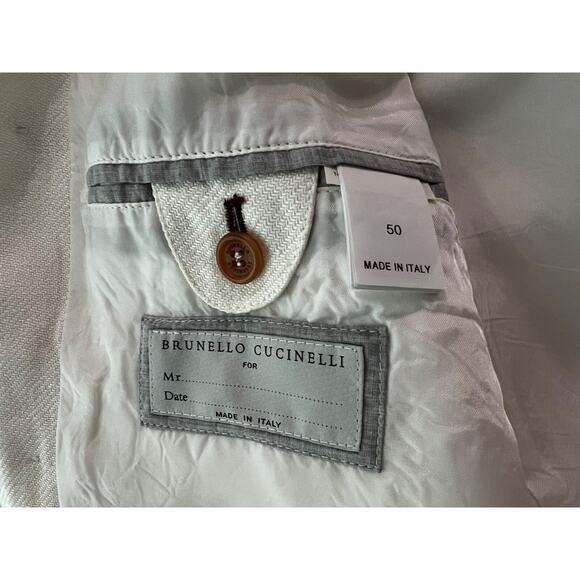 50
MADE IN ITALY
BRUNELLO CUCINELLI
FOR
Mr..............................
Date............................
MADE IN ITALY